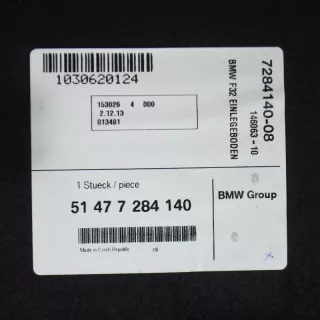 1030620124
153026 4 000
2.12.13
013481
7284140-08
146063-10
BMW F32 EINLEGEBODEN
1 Stueck / piece
51 47 7 284 140
BMW Group
Made in Czech Republic